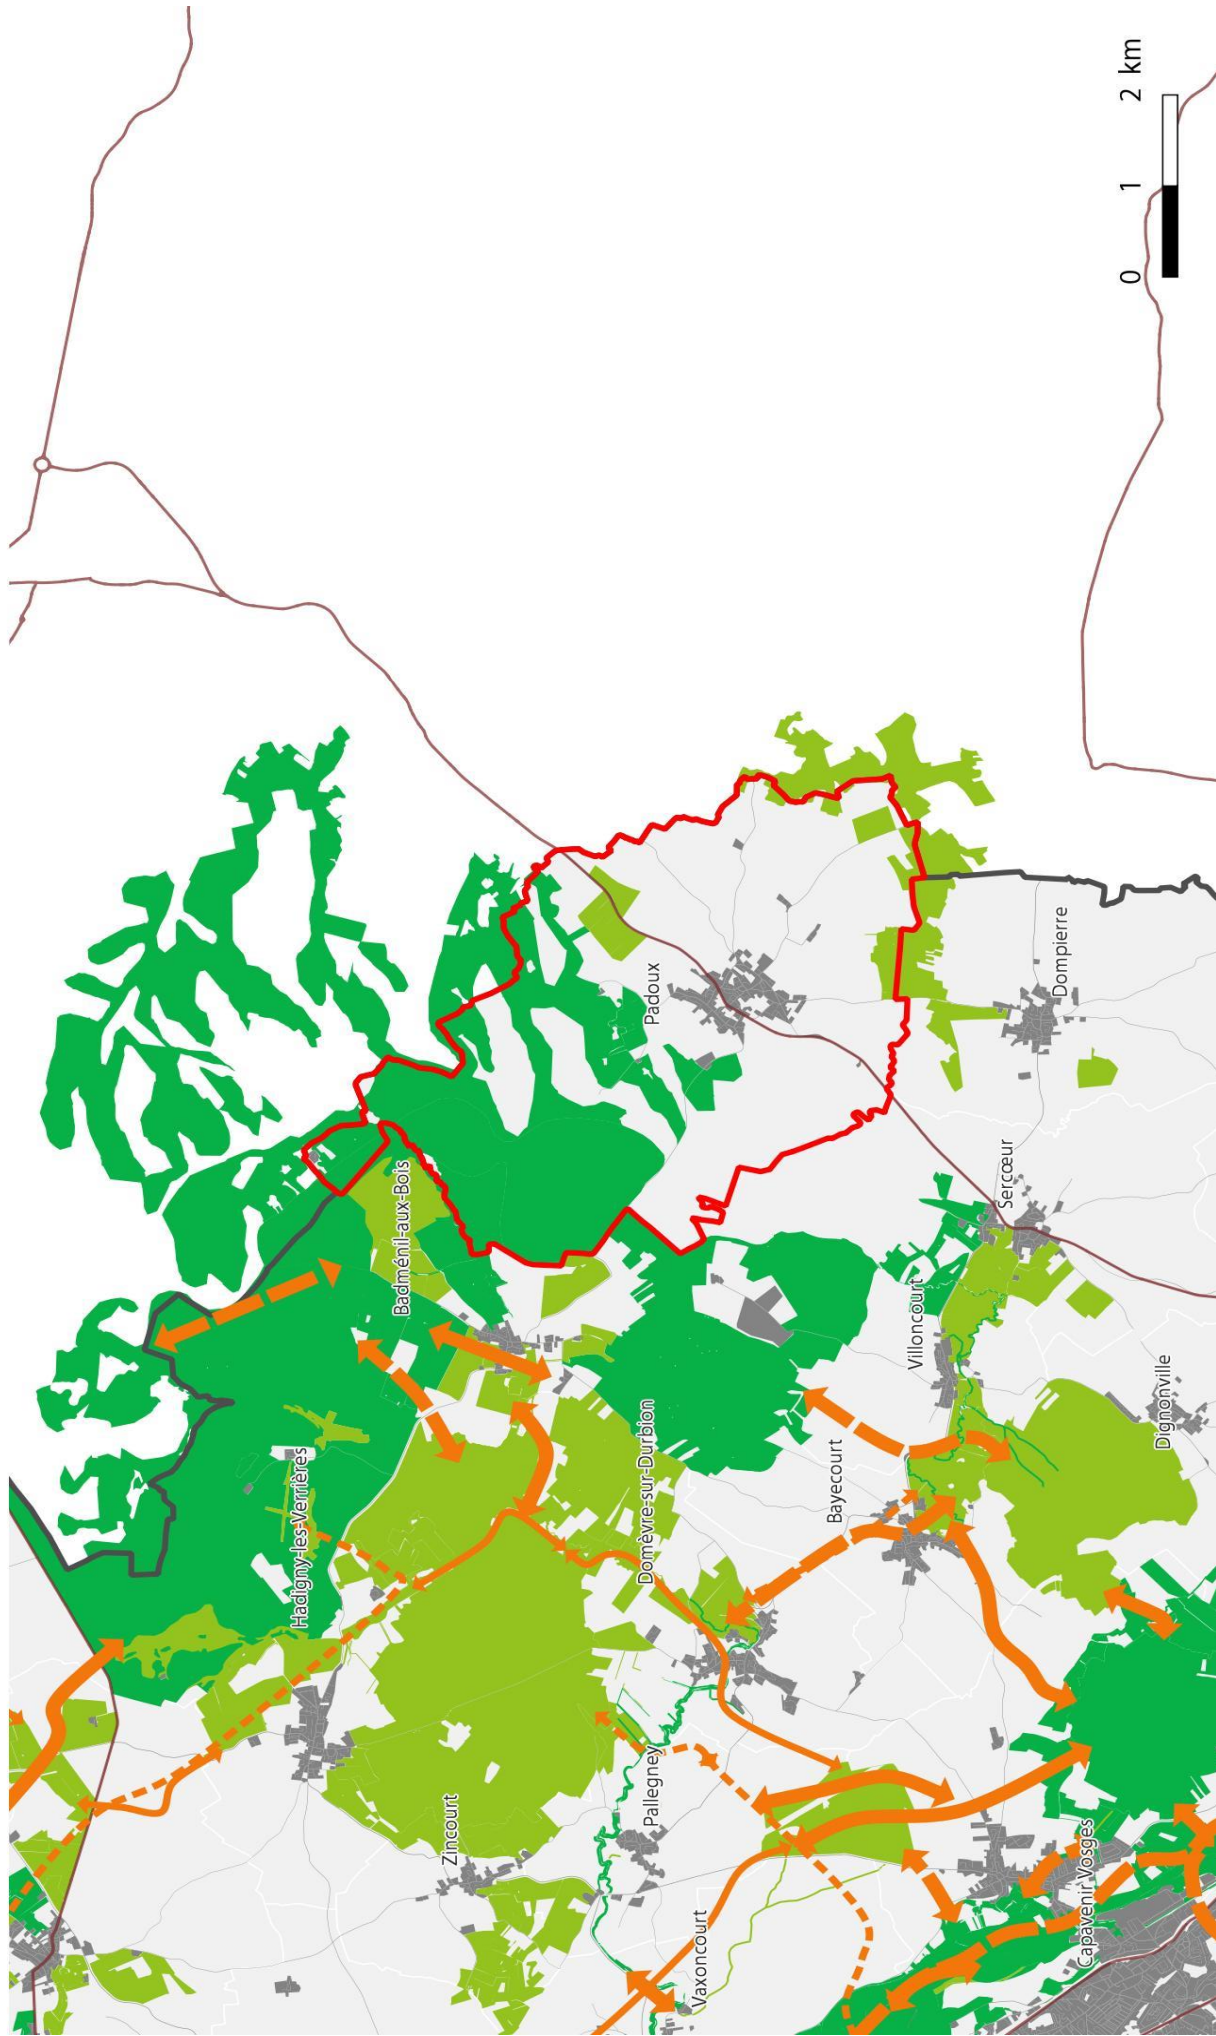 Hadigny-les-Verrières
Badménil-aux-Bois
Zincourt
Domèvre-sur-Durbion
Padoux
Pallegney
Vaxoncourt
Bayecourt
Villoncourt
Sercœur
Dompierre
Capavenir Vosges
Dignonville
0 1 2 km